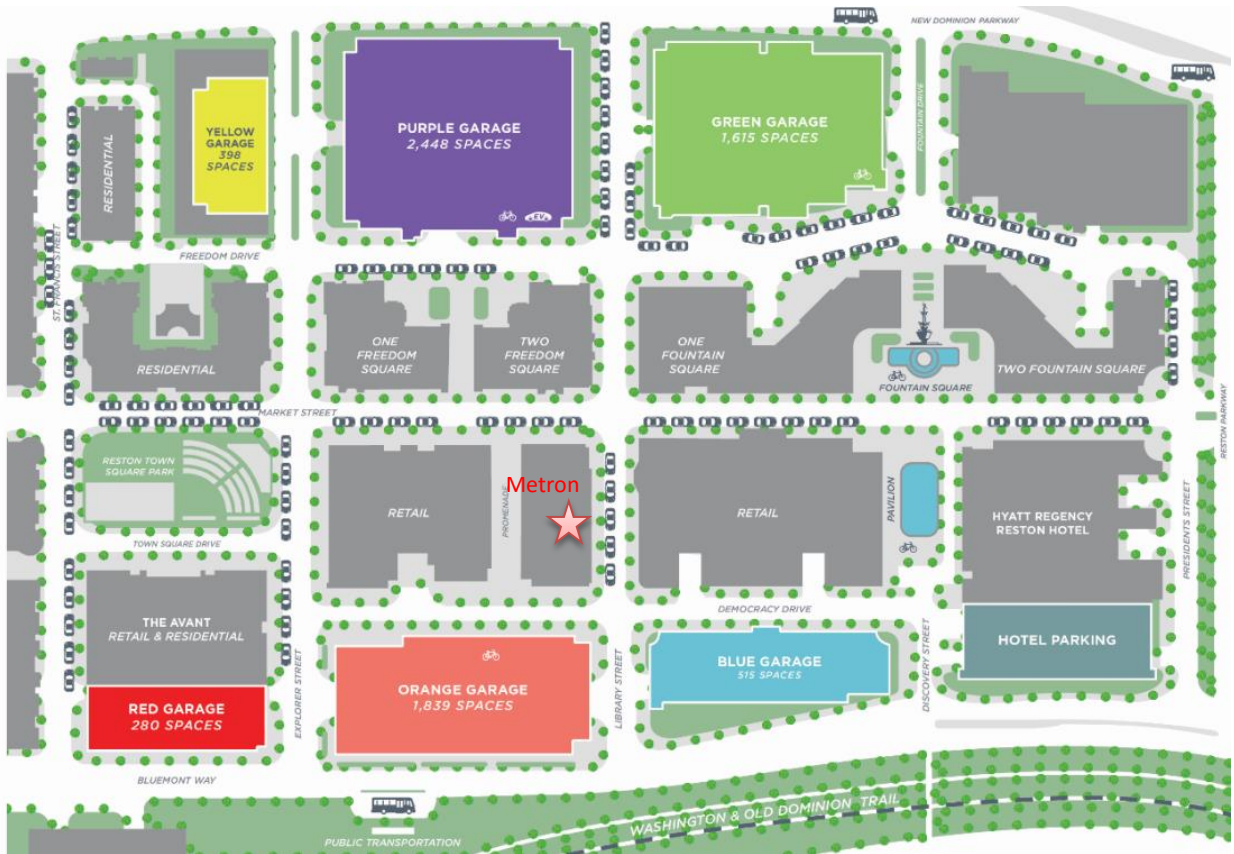 NEW DOMINION PARKWAY
YELLOW
GARAGE
398
SPACES
PURPLE GARAGE
2,448 SPACES
GREEN GARAGE
1,615 SPACES
FOUNTAIN DRIVE
RESIDENTIAL
EV
FREEDOM DRIVE
ST. FRANCIS STREET
RESIDENTIAL
ONE
FREEDOM
SQUARE
TWO
FREEDOM
SQUARE
ONE
FOUNTAIN
SQUARE
FOUNTAIN SQUARE
TWO FOUNTAIN SQUARE
MARKET STREET
RESTON PARKWAY
RESTON TOWN
SQUARE PARK
RETAIL
PROMENADE
Metron
RETAIL
PAVILION
HYATT REGENCY
RESTON HOTEL
PRESIDENTS STREET
TOWN SQUARE DRIVE
THE AVANT
RETAIL & RESIDENTIAL
DEMOCRACY DRIVE
HOTEL PARKING
BLUE GARAGE
515 SPACES
RED GARAGE
280 SPACES
EXPLORER STREET
ORANGE GARAGE
1,839 SPACES
LIBRARY STREET
DISCOVERY STREET
BLUEMONT WAY
PUBLIC TRANSPORTATION
WASHINGTON & OLD DOMINION TRAIL